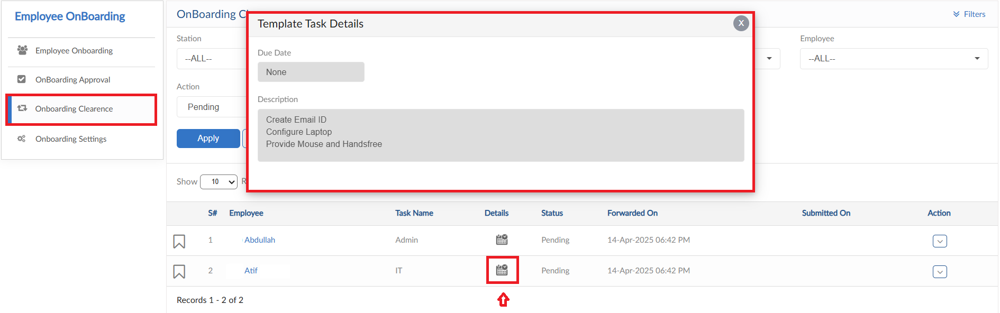 Employee OnBoarding
Employee Onboarding
OnBoarding Approval
Onboarding Clearence
Onboarding Settings
OnBoarding
Filters
Station
--ALL--
Employee
--ALL--
Action
Pending
Apply
Template Task Details
X
Due Date
None
Description
Create Email ID
Configure Laptop
Provide Mouse and Handsfree
Show 10
S# Employee Task Name Details Status Forwarded On Submitted On Action
1 Abdullah Admin Pending 14-Apr-2025 06:42 PM
2 Atif IT Pending 14-Apr-2025 06:42 PM
Records 1 - 2 of 2